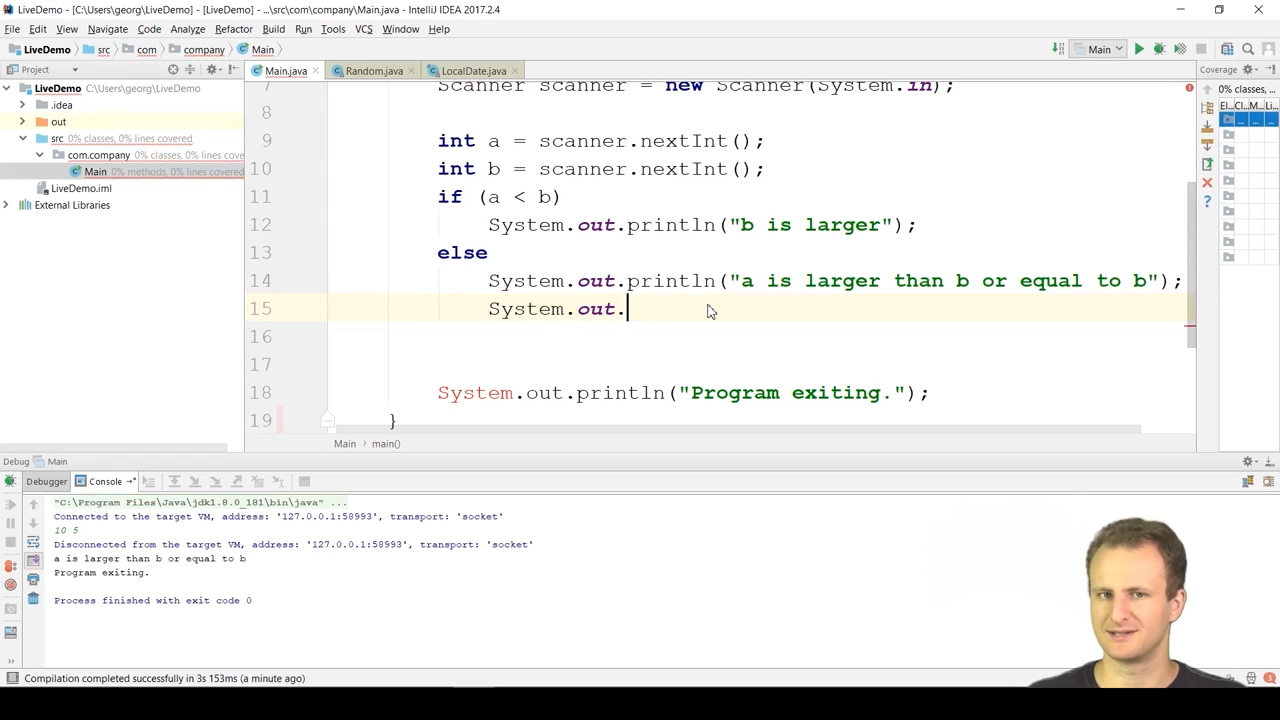 LiveDemo - [C:\Users\georg\LiveDemo] - [LiveDemo] - ...\src\com\company\Main.java - IntelliJ IDEA 2017.2.4
File Edit View Navigate Code Analyze Refactor Build Run Tools VCS Window Help
LiveDemo src com company Main Main
Project Main.java Random.java LocalDate.java Coverage
LiveDemo C:\Users\georg\LiveDemo
.idea
out
src 0% classes, 0% lines covered
com.company 0% classes, 0% lines cove
Main 0% methods, 0% lines covered
LiveDemo.iml
External Libraries
7 Scanner scanner = new Scanner(System.in);
8
9 int a = scanner.nextInt();
10 int b = scanner.nextInt();
11 if (a < b)
12 System.out.println("b is larger");
13 else
14 System.out.println("a is larger than b or equal to b");
15 System.out.
16
17
18 System.out.println("Program exiting.");
19 }
Main main()
0% classes, ...
El... Cl... M... Li...
Debug Main
Debugger Console
"C:\Program Files\Java\jdk1.8.0_181\bin\java" ...
Connected to the target VM, address: '127.0.0.1:58993', transport: 'socket'
10 5
Disconnected from the target VM, address: '127.0.0.1:58993', transport: 'socket'
a is larger than b or equal to b
Program exiting.
Process finished with exit code 0
Compilation completed successfully in 3s 153ms (a minute ago)